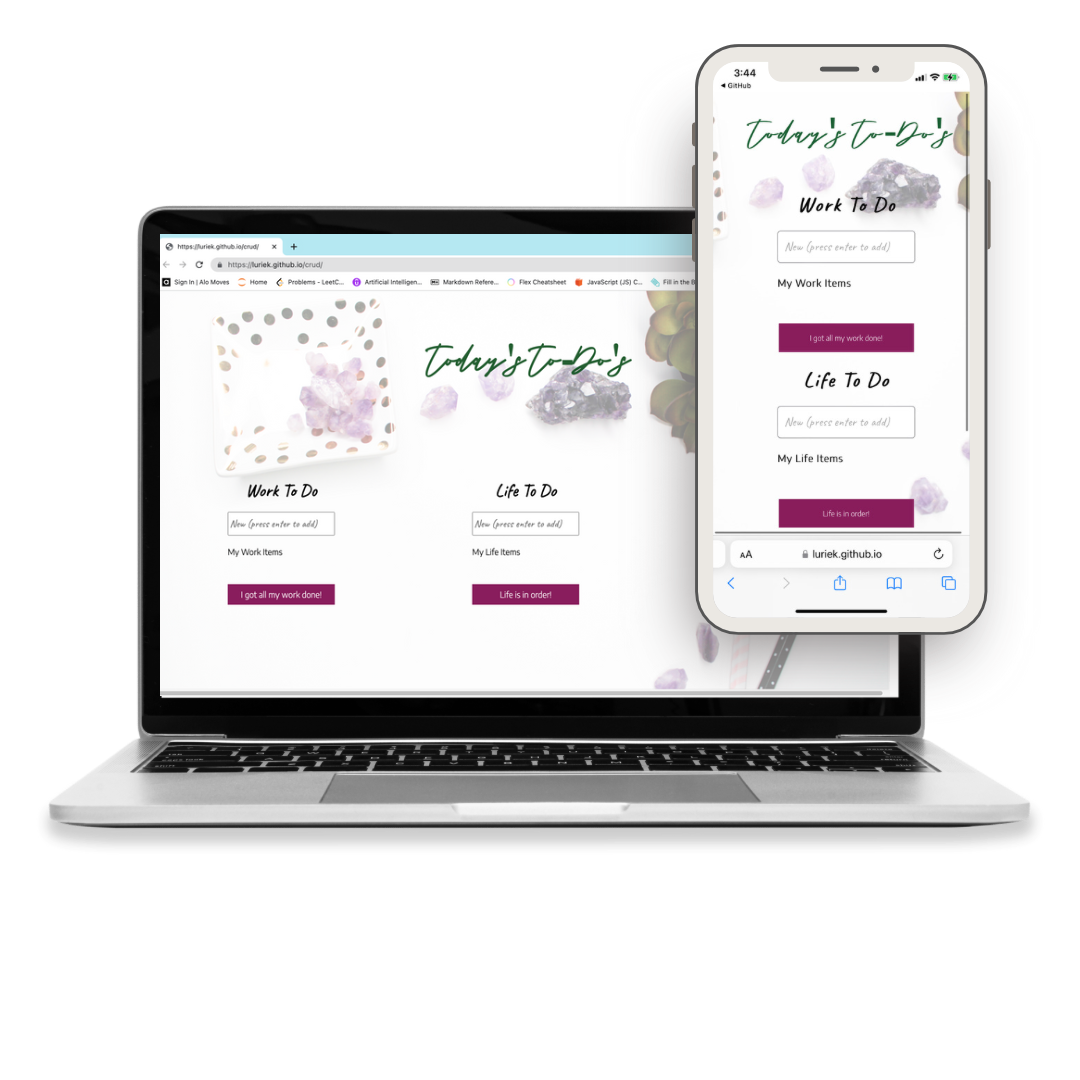 https://luriek.github.io/crud/
https://luriek.github.io/crud/
Sign In | Alo Moves Home Problems - LeetC... Artificial Intelligen... Markdown Refere... Flex Cheatsheet JavaScript (JS) C... Fill in the B
Today's To-Do's
Work To Do
New (press enter to add)
My Work Items
I got all my work done!
Life To Do
New (press enter to add)
My Life Items
Life is in order!
3:44
GitHub
Today's To-Do's
Work To Do
New (press enter to add)
My Work Items
I got all my work done!
Life To Do
New (press enter to add)
My Life Items
Life is in order!
AA luriek.github.io